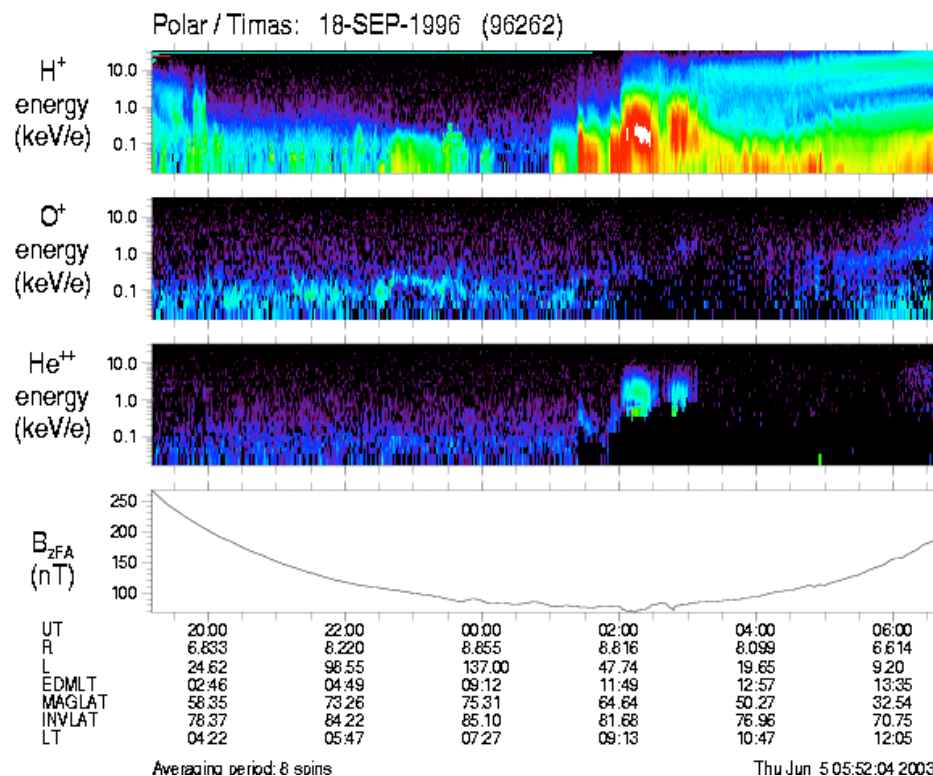 Polar / Timas: 18-SEP-1996 (96262)
H+
energy
(keV/e)
10.0
1.0
0.1
O+
energy
(keV/e)
10.0
1.0
0.1
He++
energy
(keV/e)
10.0
1.0
0.1
BzFA
(nT)
250
200
150
100
UT 20:00 22:00 00:00 02:00 04:00 06:00
R 6.833 8.220 8.855 8.816 8.099 6.614
L 24.62 98.55 137.00 47.74 19.65 9.20
EDMLT 02:46 04:49 09:12 11:49 12:57 13:35
MAGLAT 58.35 73.26 75.31 64.64 50.27 32.54
INVLAT 78.37 84.22 85.10 81.68 76.96 70.75
LT 04:22 05:47 07:27 09:13 10:47 12:05
Averaging period: 8 spins
Thu Jun 5 05:52:04 2003